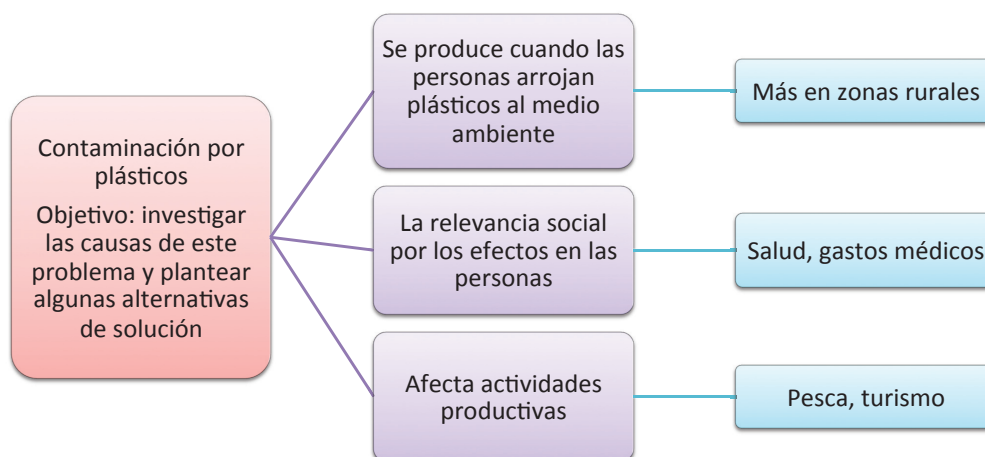 Contaminación por
plásticos
Objetivo: investigar
las causas de este
problema y plantear
algunas alternativas
de solución
Se produce cuando las
personas arrojan
plásticos al medio
ambiente
Más en zonas rurales
La relevancia social
por los efectos en las
personas
Salud, gastos médicos
Afecta actividades
productivas
Pesca, turismo